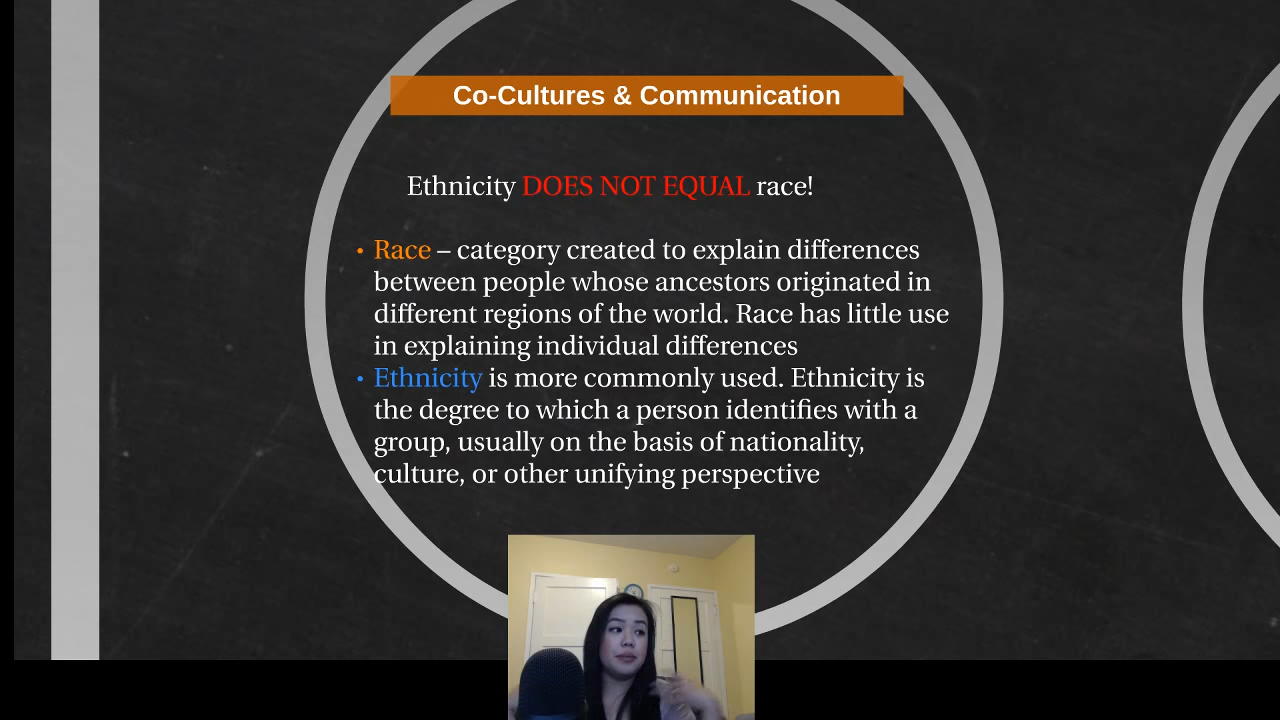 Co-Cultures & Communication
Ethnicity DOES NOT EQUAL race!
• Race – category created to explain differences
between people whose ancestors originated in
different regions of the world. Race has little use
in explaining individual differences
• Ethnicity is more commonly used. Ethnicity is
the degree to which a person identifies with a
group, usually on the basis of nationality,
culture, or other unifying perspective